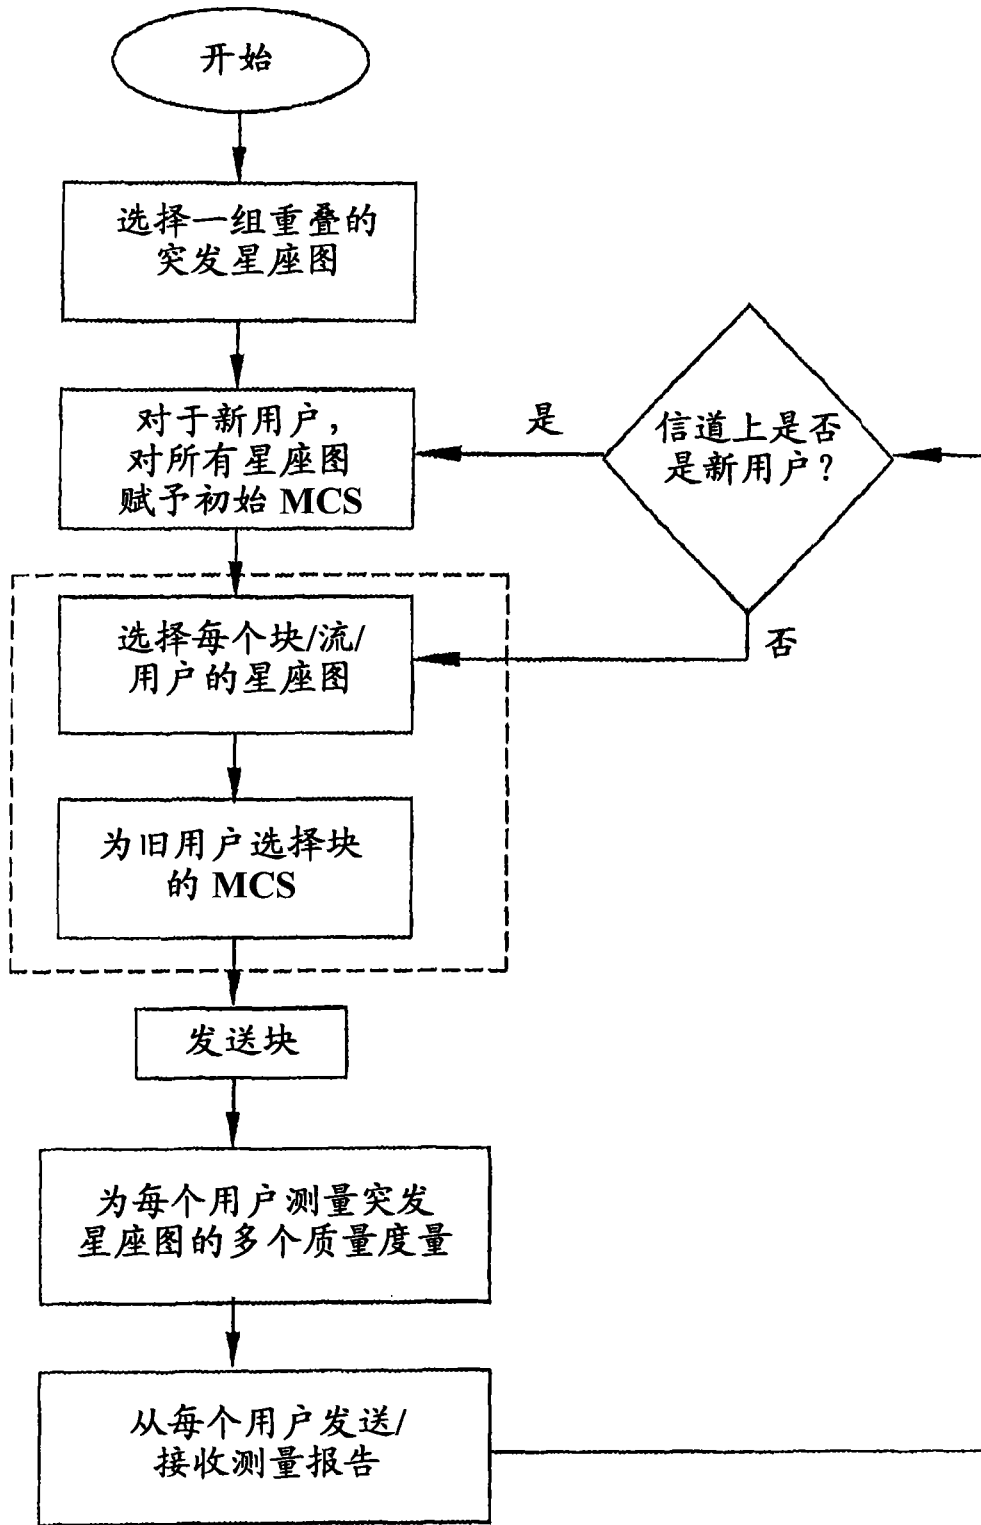 开始
选择一组重叠的
突发星座图
对于新用户，
对所有星座图
赋予初始 MCS
是
信道上是否
是新用户？
否
选择每个块/流/
用户的星座图
为旧用户选择块
的 MCS
发送块
为每个用户测量突发
星座图的多个质量度量
从每个用户发送/
接收测量报告